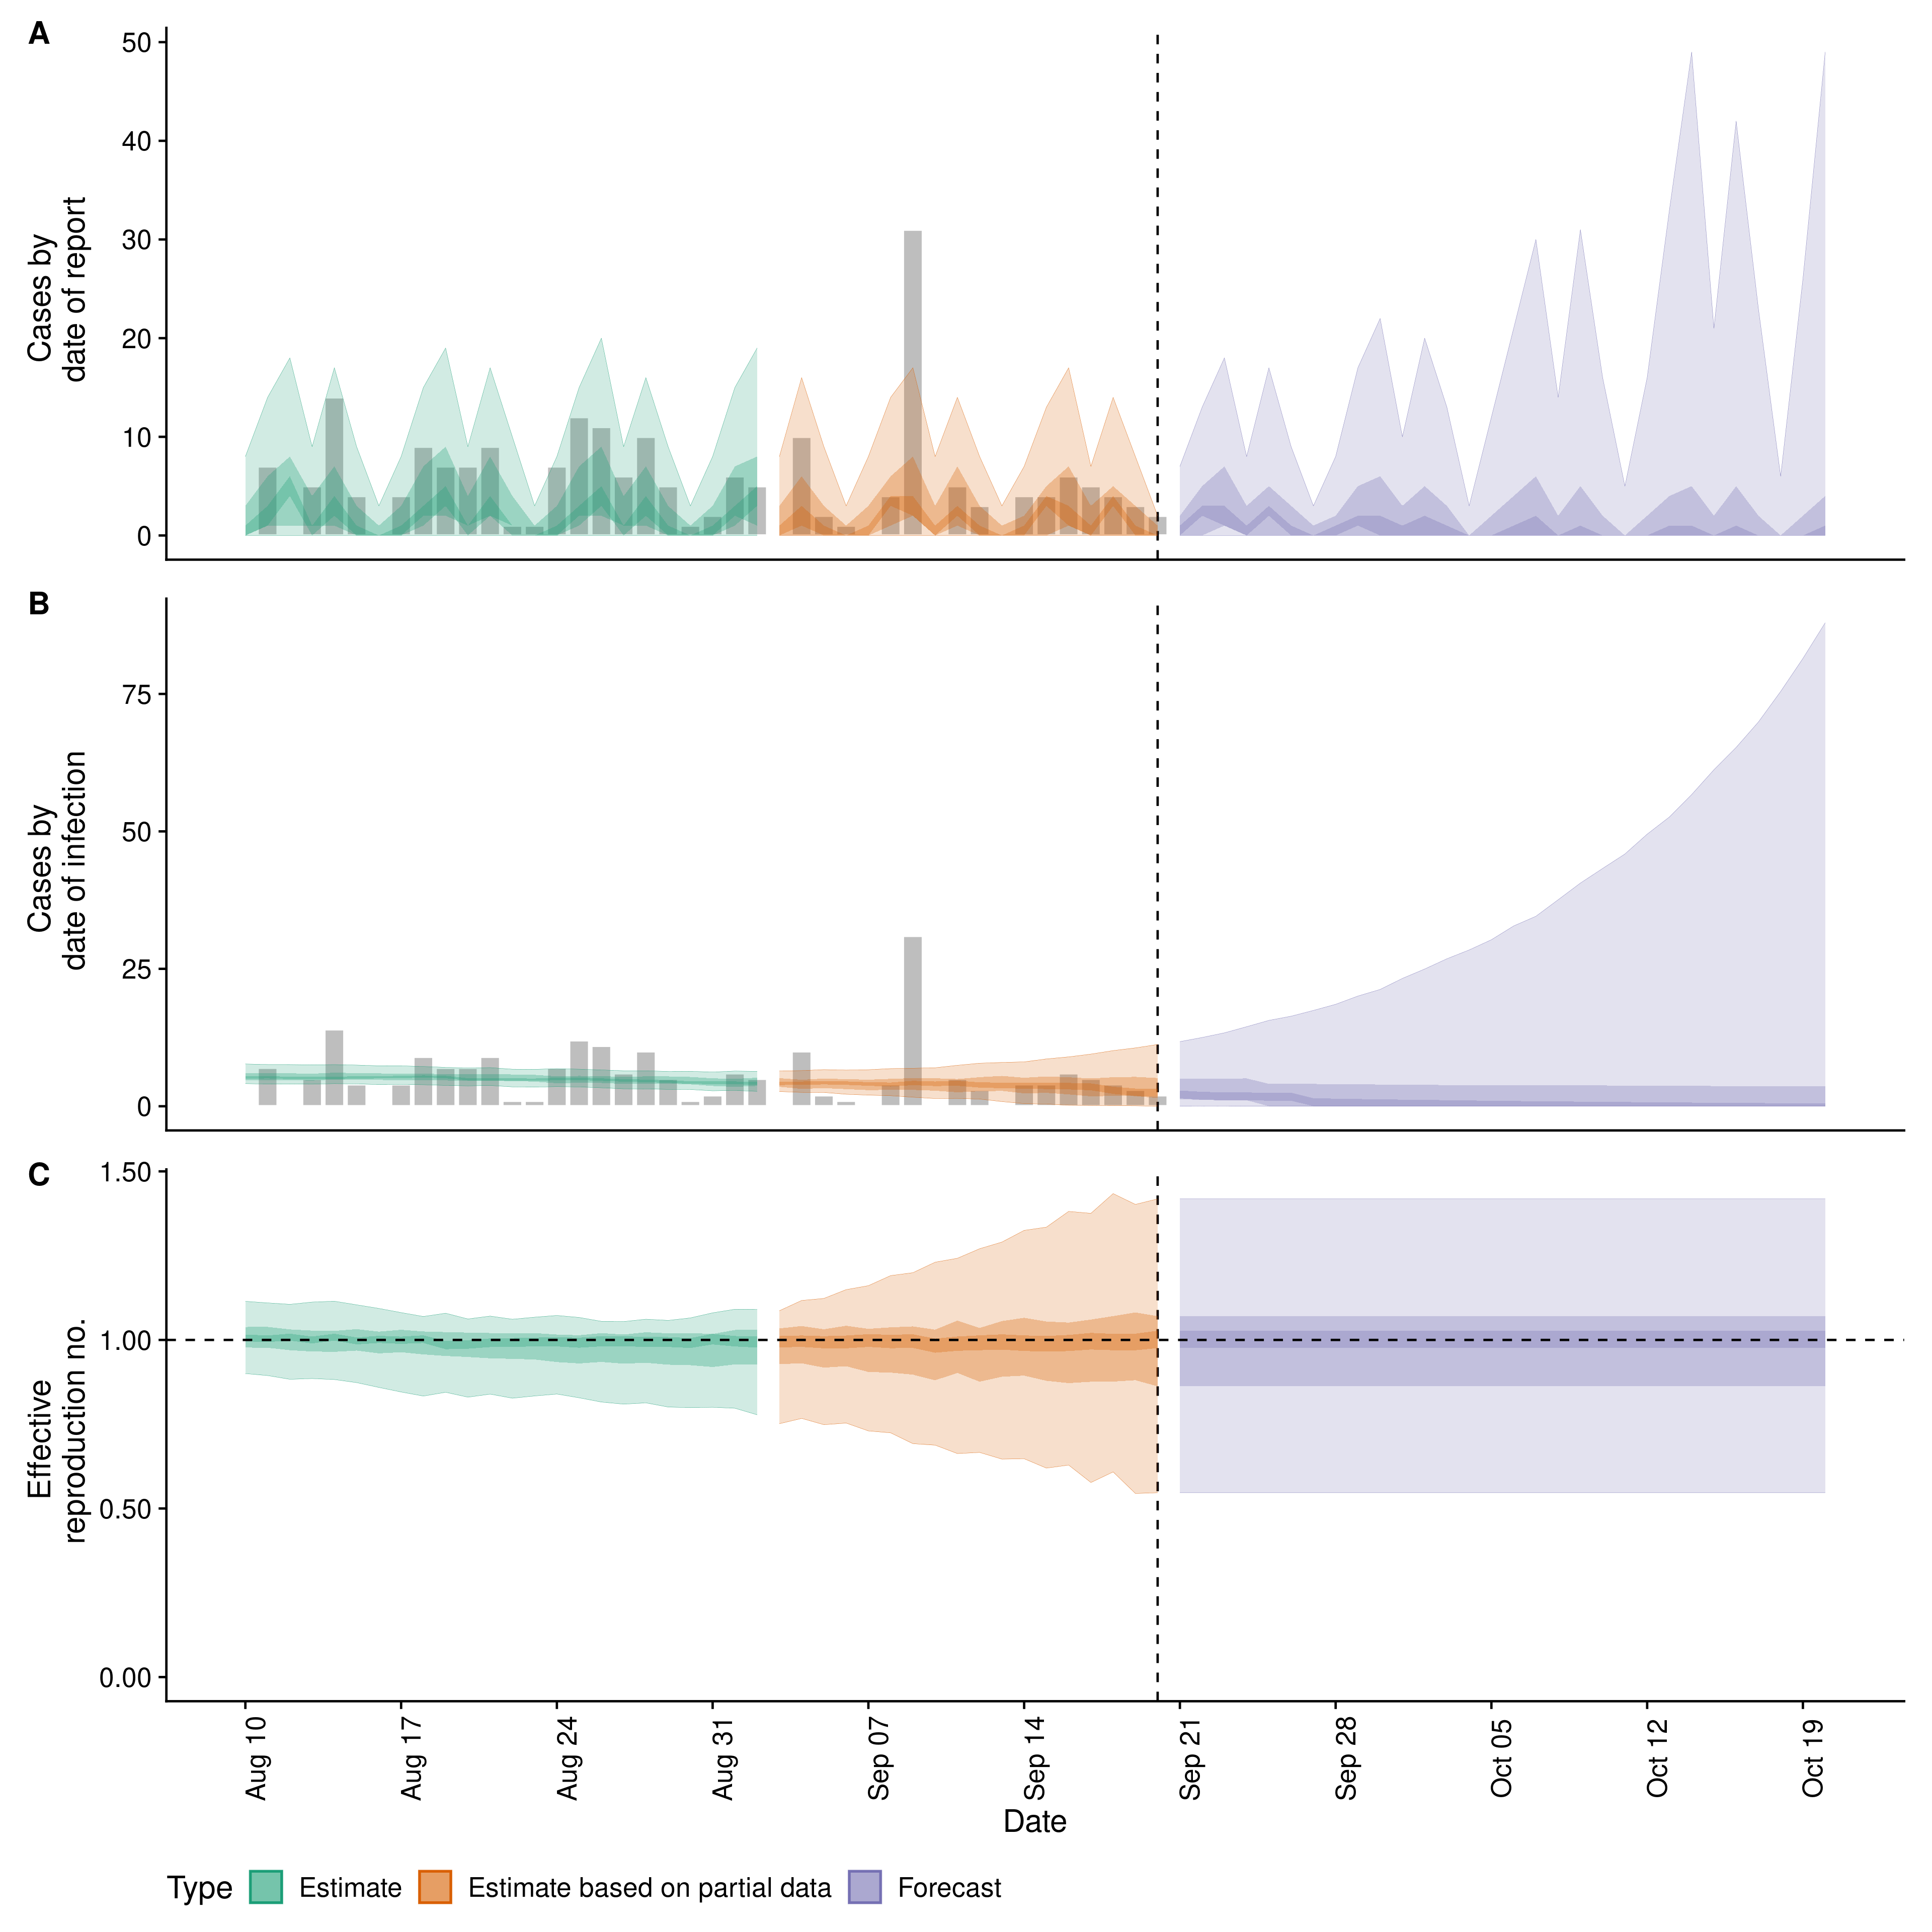 A
50
40
30
20
10
0
Cases by
date of report
B
75
50
25
0
Cases by
date of infection
C
1.50
1.00
0.50
0.00
Effective
reproduction no.
Aug 10
Aug 17
Aug 24
Aug 31
Sep 07
Sep 14
Sep 21
Sep 28
Oct 05
Oct 12
Oct 19
Date
Type Estimate Estimate based on partial data Forecast